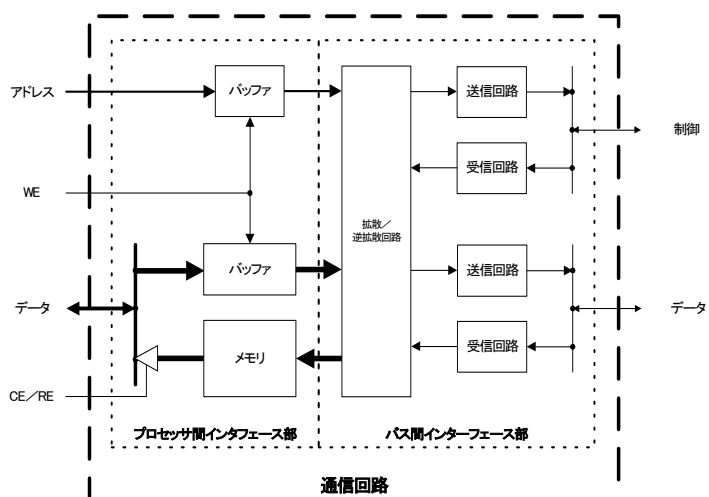 アドレス
バッファ
送信回路
制御
受信回路
WE
拡散／
逆拡散回路
バッファ
送信回路
データ
データ
メモリ
受信回路
CE／RE
プロセッサ間インタフェース部
バス間インターフェース部
通信回路